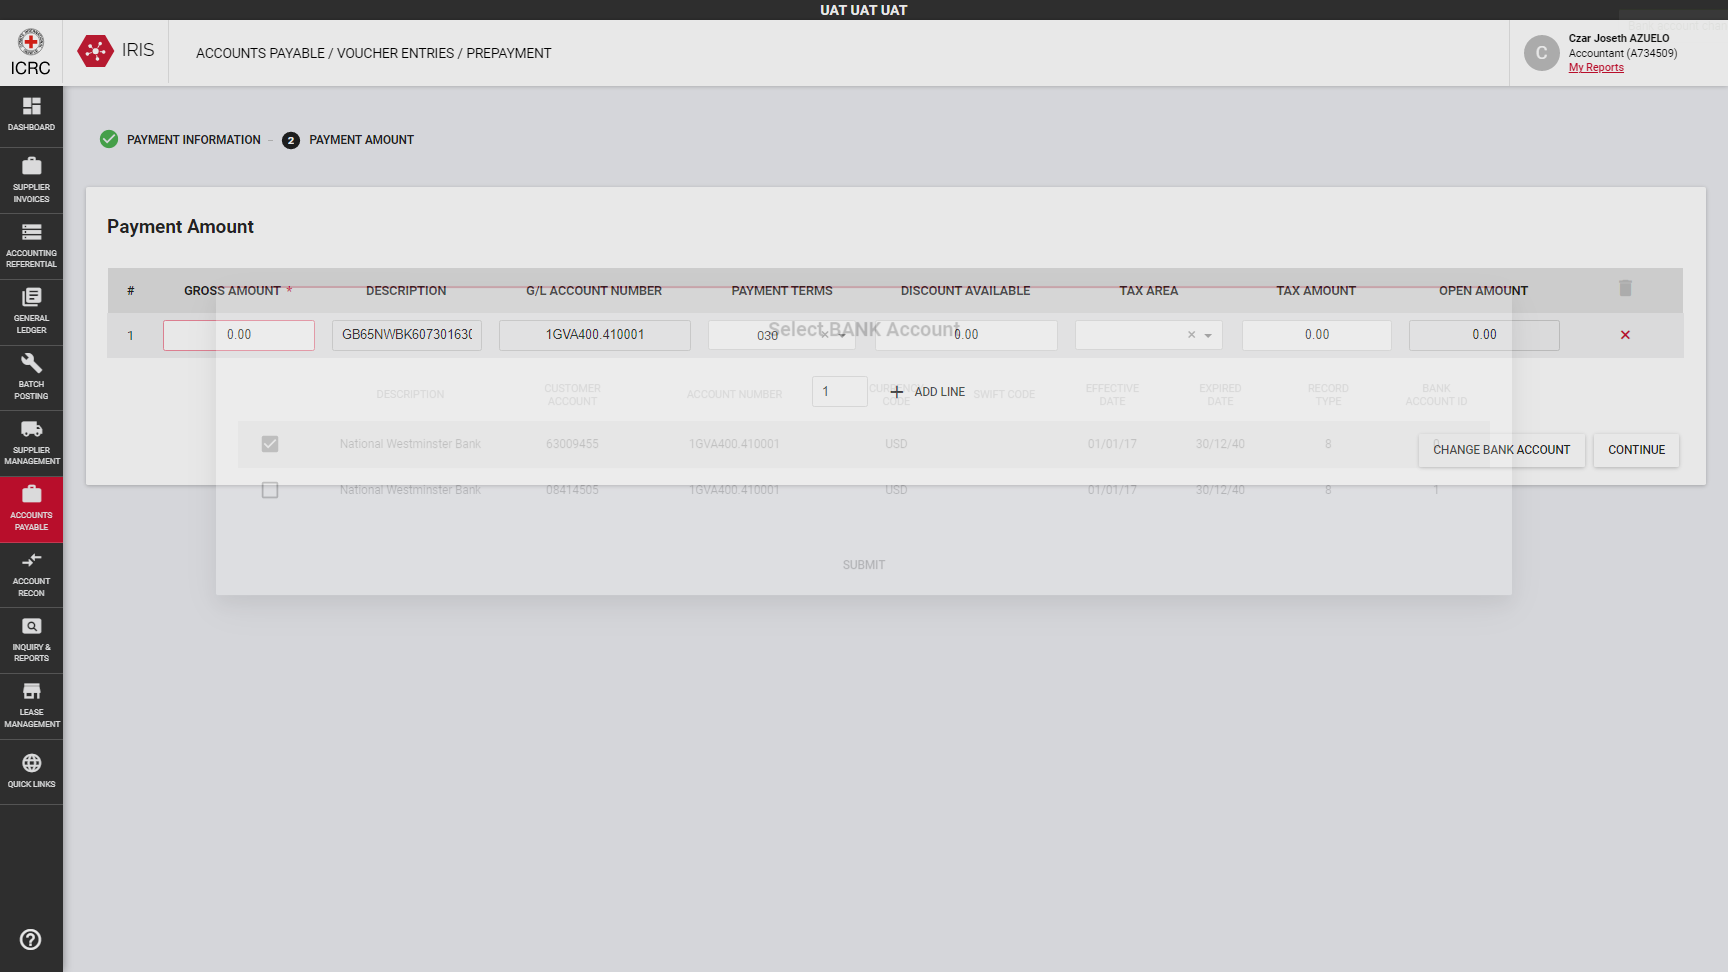 UAT UAT UAT
ICRC
IRIS
ACCOUNTS PAYABLE / VOUCHER ENTRIES / PREPAYMENT
C
Czar Joseth AZUELO
Accountant (A734509)
My Reports
DASHBOARD
SUPPLIER
INVOICES
ACCOUNTING
REFERENTIAL
GENERAL
LEDGER
BATCH
POSTING
SUPPLIER
MANAGEMENT
ACCOUNTS
PAYABLE
ACCOUNT
RECON
INQUIRY &
REPORTS
LEASE
MANAGEMENT
QUICK LINKS
PAYMENT INFORMATION – 2 PAYMENT AMOUNT
Payment Amount
# GROSS AMOUNT * DESCRIPTION G/L ACCOUNT NUMBER PAYMENT TERMS DISCOUNT AVAILABLE TAX AREA TAX AMOUNT OPEN AMOUNT
1 0.00 GB65NWBK60730163( 1GVA400.410001 030 0.00 0.00 0.00
Select BANK Account
1 ADD LINE
DESCRIPTION CUSTOMER ACCOUNT ACCOUNT NUMBER CURRENCY CODE SWIFT CODE EFFECTIVE DATE EXPIRED DATE RECORD TYPE BANK ACCOUNT ID
National Westminster Bank 63009455 1GVA400.410001 USD 01/01/17 30/12/40 8
CHANGE BANK ACCOUNT CONTINUE
National Westminster Bank 08414505 1GVA400.410001 USD 01/01/17 30/12/40 8 1
SUBMIT